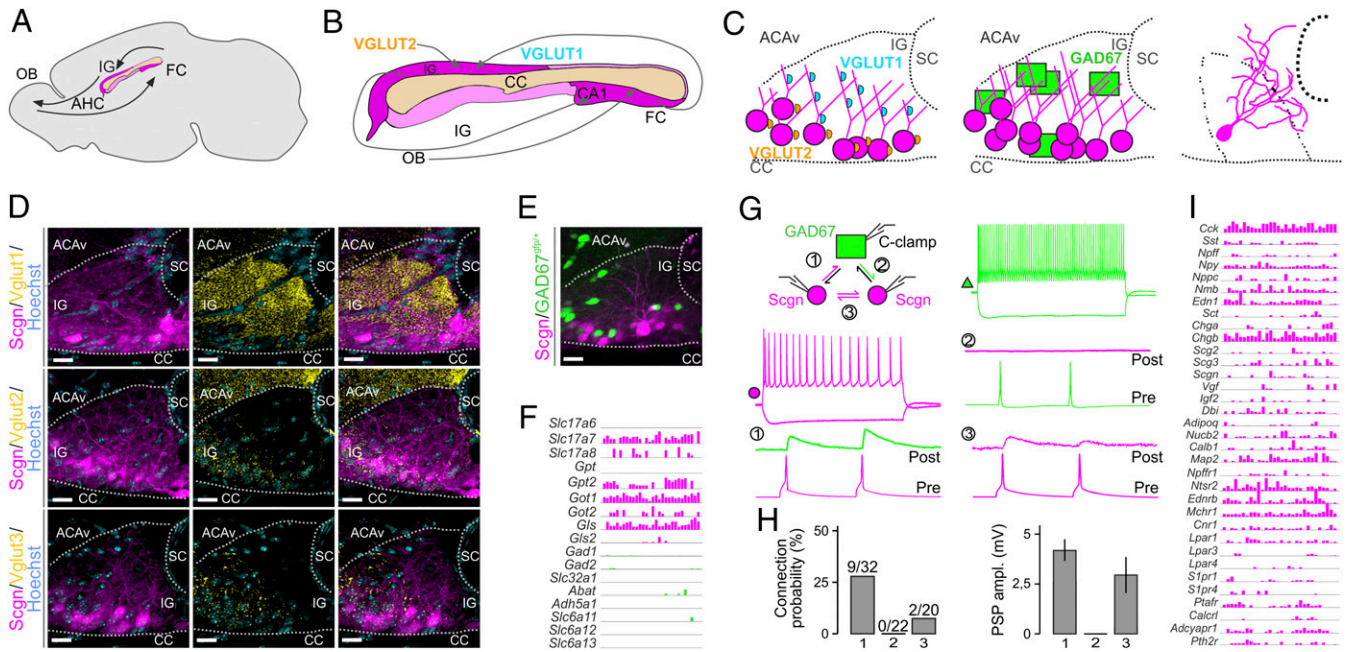 A
OB
IG
AHC
FC
B
VGLUT2
VGLUT1
IG
CC
CA1
IG
FC
OB
C
ACAv
IG
SC
VGLUT1
VGLUT2
CC
ACAv
IG
SC
GAD67
CC
D
Scgn/Vglut1/
Hoechst
ACAv
SC
IG
CC
ACAv
SC
IG
CC
ACAv
SC
IG
CC
Scgn/Vglut2/
Hoechst
ACAv
SC
IG
CC
ACAv
SC
IG
CC
ACAv
SC
IG
CC
Scgn/Vglut3/
Hoechst
ACAv
SC
IG
CC
ACAv
SC
IG
CC
ACAv
SC
IG
CC
E
Scgn/GAD67gfp/+
ACAv
IG
SC
CC
F
Slc17a6
Slc17a7
Slc17a8
Gpt
Gpt2
Got1
Got2
Gls
Gls2
Gad1
Gad2
Slc32a1
Abat
Adh5a1
Slc6a11
Slc6a12
Slc6a13
G
GAD67
C-clamp
①
②
Scgn
Scgn
③
①
Post
Pre
②
Post
Pre
③
Post
Pre
H
Connection
probability (%)
50
25
0
9/32
0/22
2/20
1 2 3
PSP ampl. (mV)
5
2.5
0
1 2 3
I
Cck
Sst
Npff
Npy
Nppc
Nmb
Edn1
Sct
Chga
Chgb
Scg2
Scg3
Scgn
Vgf
Igf2
Dbi
Adipoq
Nucb2
Calb1
Map2
Npffr1
Ntsr2
Ednrb
Mchr1
Cnr1
Lpar1
Lpar3
Lpar4
S1pr1
S1pr4
Ptafr
Calcrl
Adcyapr1
Pth2r